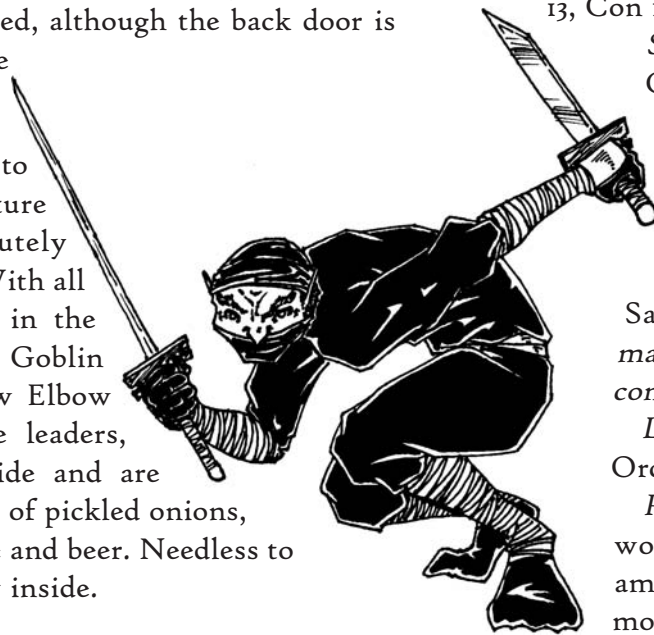 ed, although the back door is
e
to
ture
utely
With all
in the
Goblin
w Elbow
e leaders,
ide and are
of pickled onions,
e and beer. Needless to
inside.
13, Con
S
Sa
ma
con
L
Orc
wo
am
mo